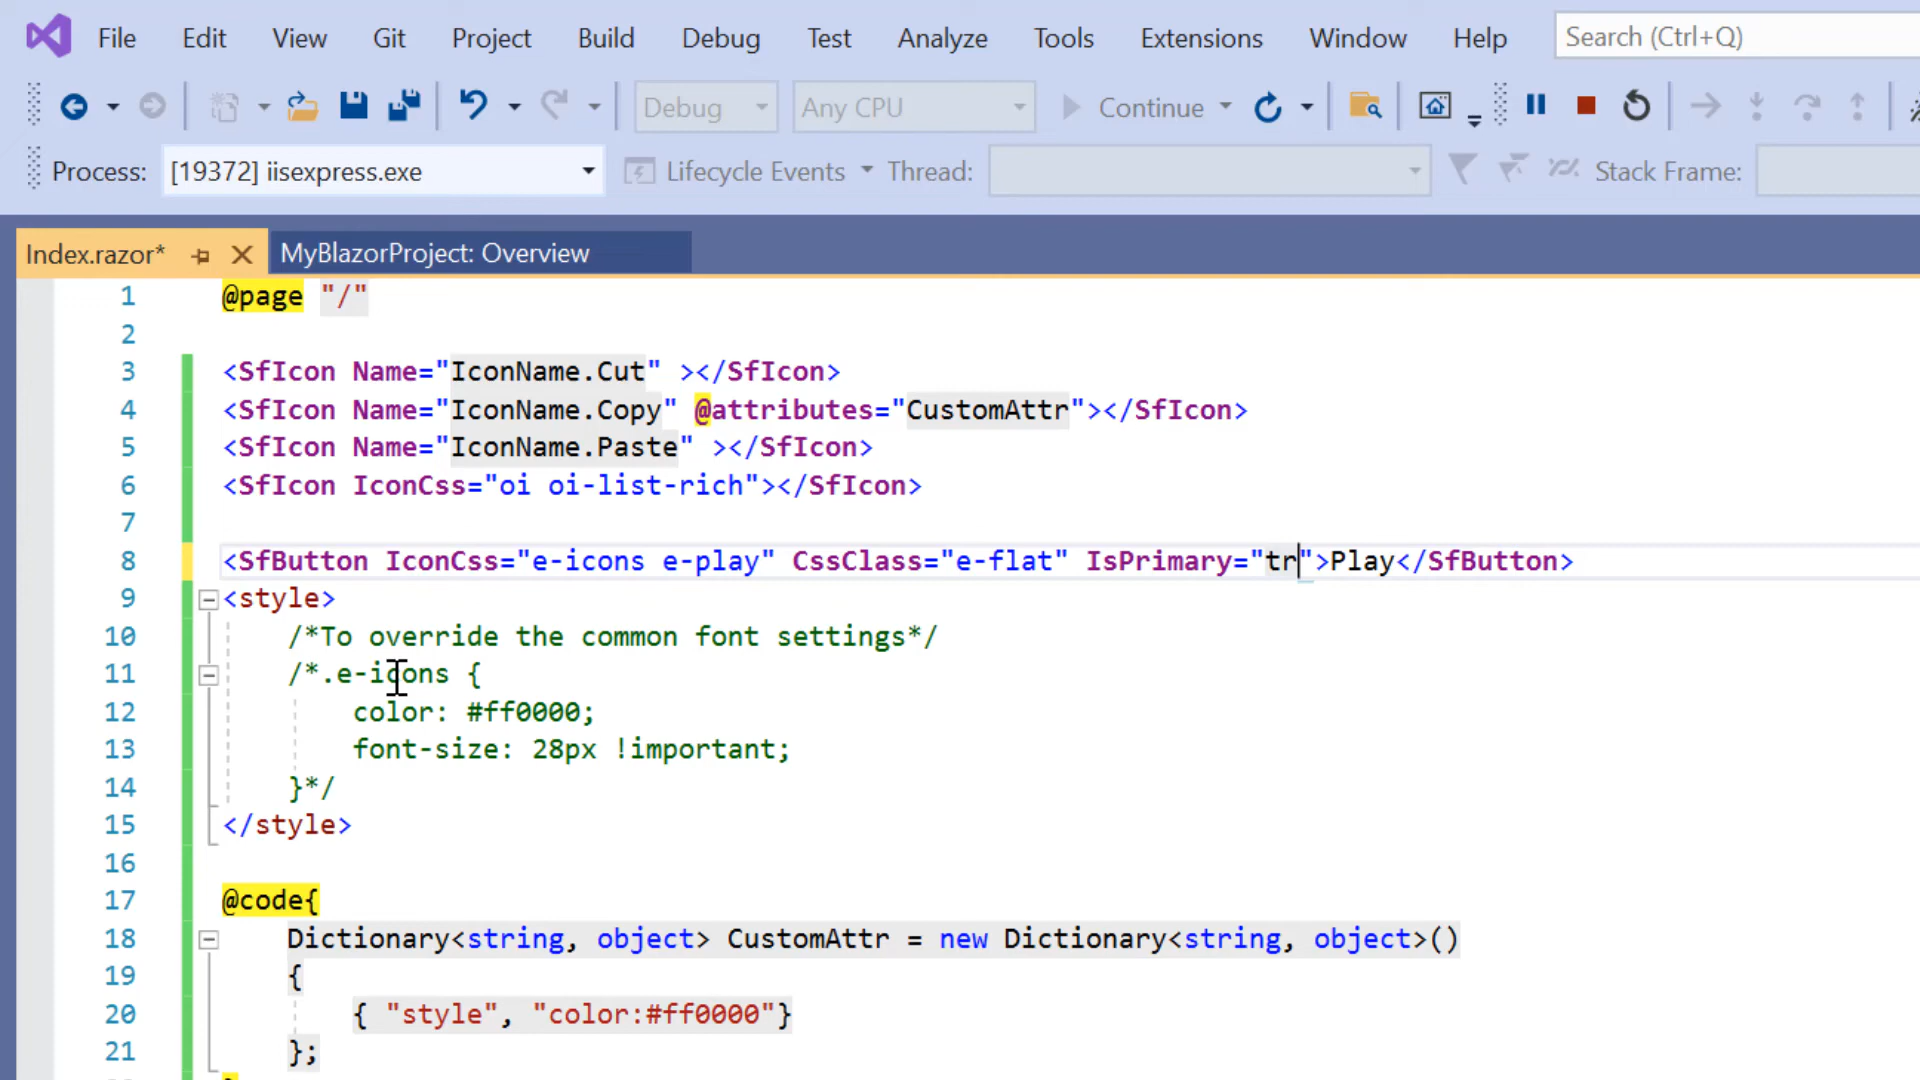 File Edit View Git Project Build Debug Test Analyze Tools Extensions Window Help Search (Ctrl+Q)
Debug Any CPU Continue
Process: [19372] iisexpress.exe Lifecycle Events Thread: Stack Frame:
Index.razor* MyBlazorProject: Overview
1 @page "/"
2
3 <SfIcon Name="IconName.Cut" ></SfIcon>
4 <SfIcon Name="IconName.Copy" @attributes="CustomAttr"></SfIcon>
5 <SfIcon Name="IconName.Paste" ></SfIcon>
6 <SfIcon IconCss="oi oi-list-rich"></SfIcon>
7
8 <SfButton IconCss="e-icons e-play" CssClass="e-flat" IsPrimary="tr">Play</SfButton>
9 <style>
10 /*To override the common font settings*/
11 /*.e-icons {
12 color: #ff0000;
13 font-size: 28px !important;
14 }*/
15 </style>
16
17 @code{
18 Dictionary<string, object> CustomAttr = new Dictionary<string, object>()
19 {
20 { "style", "color:#ff0000"}
21 };